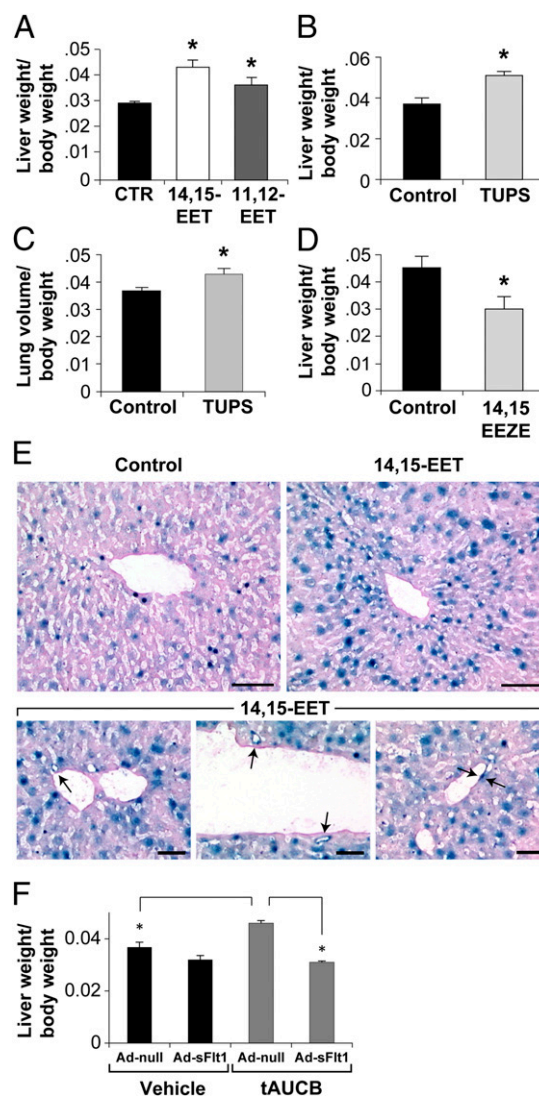 A
Liver weight/
body weight
.05
.04
.03
.02
.01
0
*
*
CTR
14,15-
EET
11,12-
EET
B
Liver weight/
body weight
.06
.04
.02
0
*
Control
TUPS
C
Lung volume/
body weight
.05
.04
.03
.02
.01
0
*
Control
TUPS
D
Liver weight/
body weight
.05
.04
.03
.02
.01
0
*
Control
14,15
EEZE
E
Control
14,15-EET
14,15-EET
F
Liver weight/
body weight
0.04
0.02
0
*
*
Ad-null
Ad-sFlt1
Ad-null
Ad-sFlt1
Vehicle
tAUCB